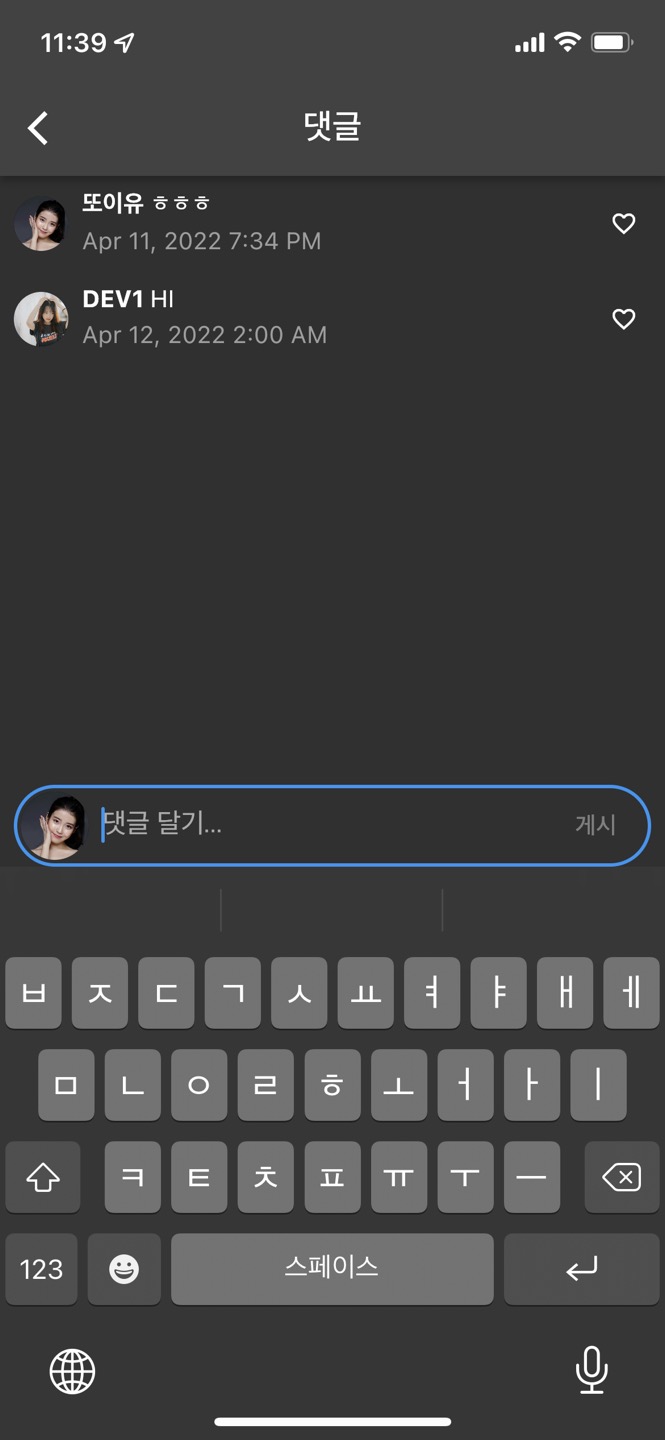 11:39
댓글
또이유 ㅎㅎㅎ
Apr 11, 2022 7:34 PM
DEV1 HI
Apr 12, 2022 2:00 AM
댓글 달기... 게시
ㅂ ㅈ ㄷ ㄱ ㅅ ㅛ ㅕ ㅑ ㅐ ㅔ
ㅁ ㄴ ㅇ ㄹ ㅎ ㅗ ㅓ ㅏ ㅣ
ㅋ ㅌ ㅊ ㅍ ㅠ ㅜ ㅡ
123 스페이스